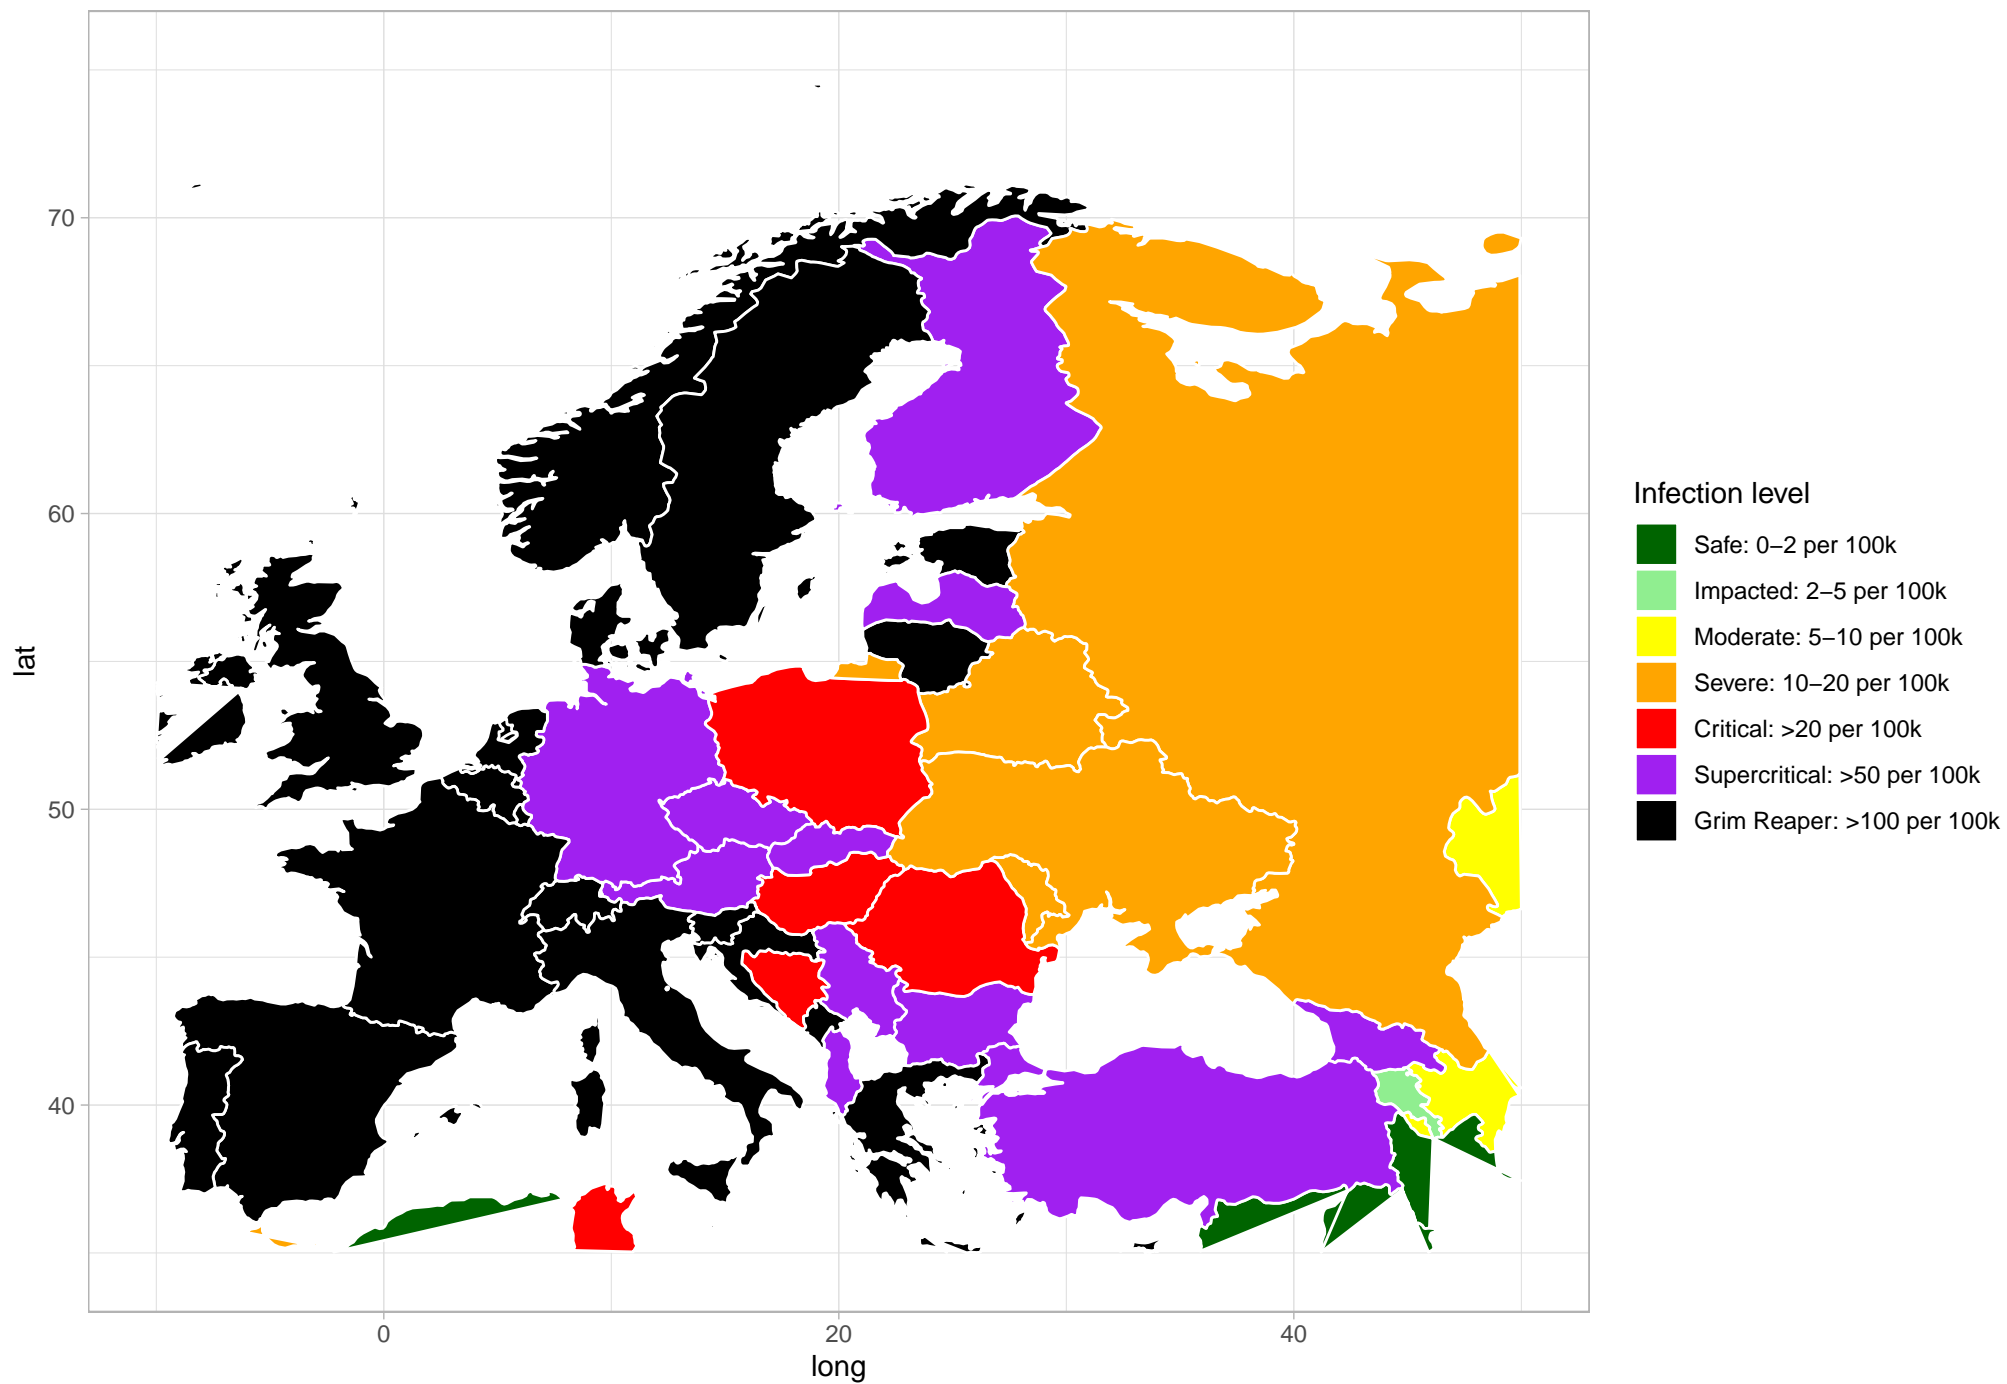 70
60
50
40
lat
0
20
40
long
Infection level
Safe: 0−2 per 100k
Impacted: 2−5 per 100k
Moderate: 5−10 per 100k
Severe: 10−20 per 100k
Critical: >20 per 100k
Supercritical: >50 per 100k
Grim Reaper: >100 per 100k